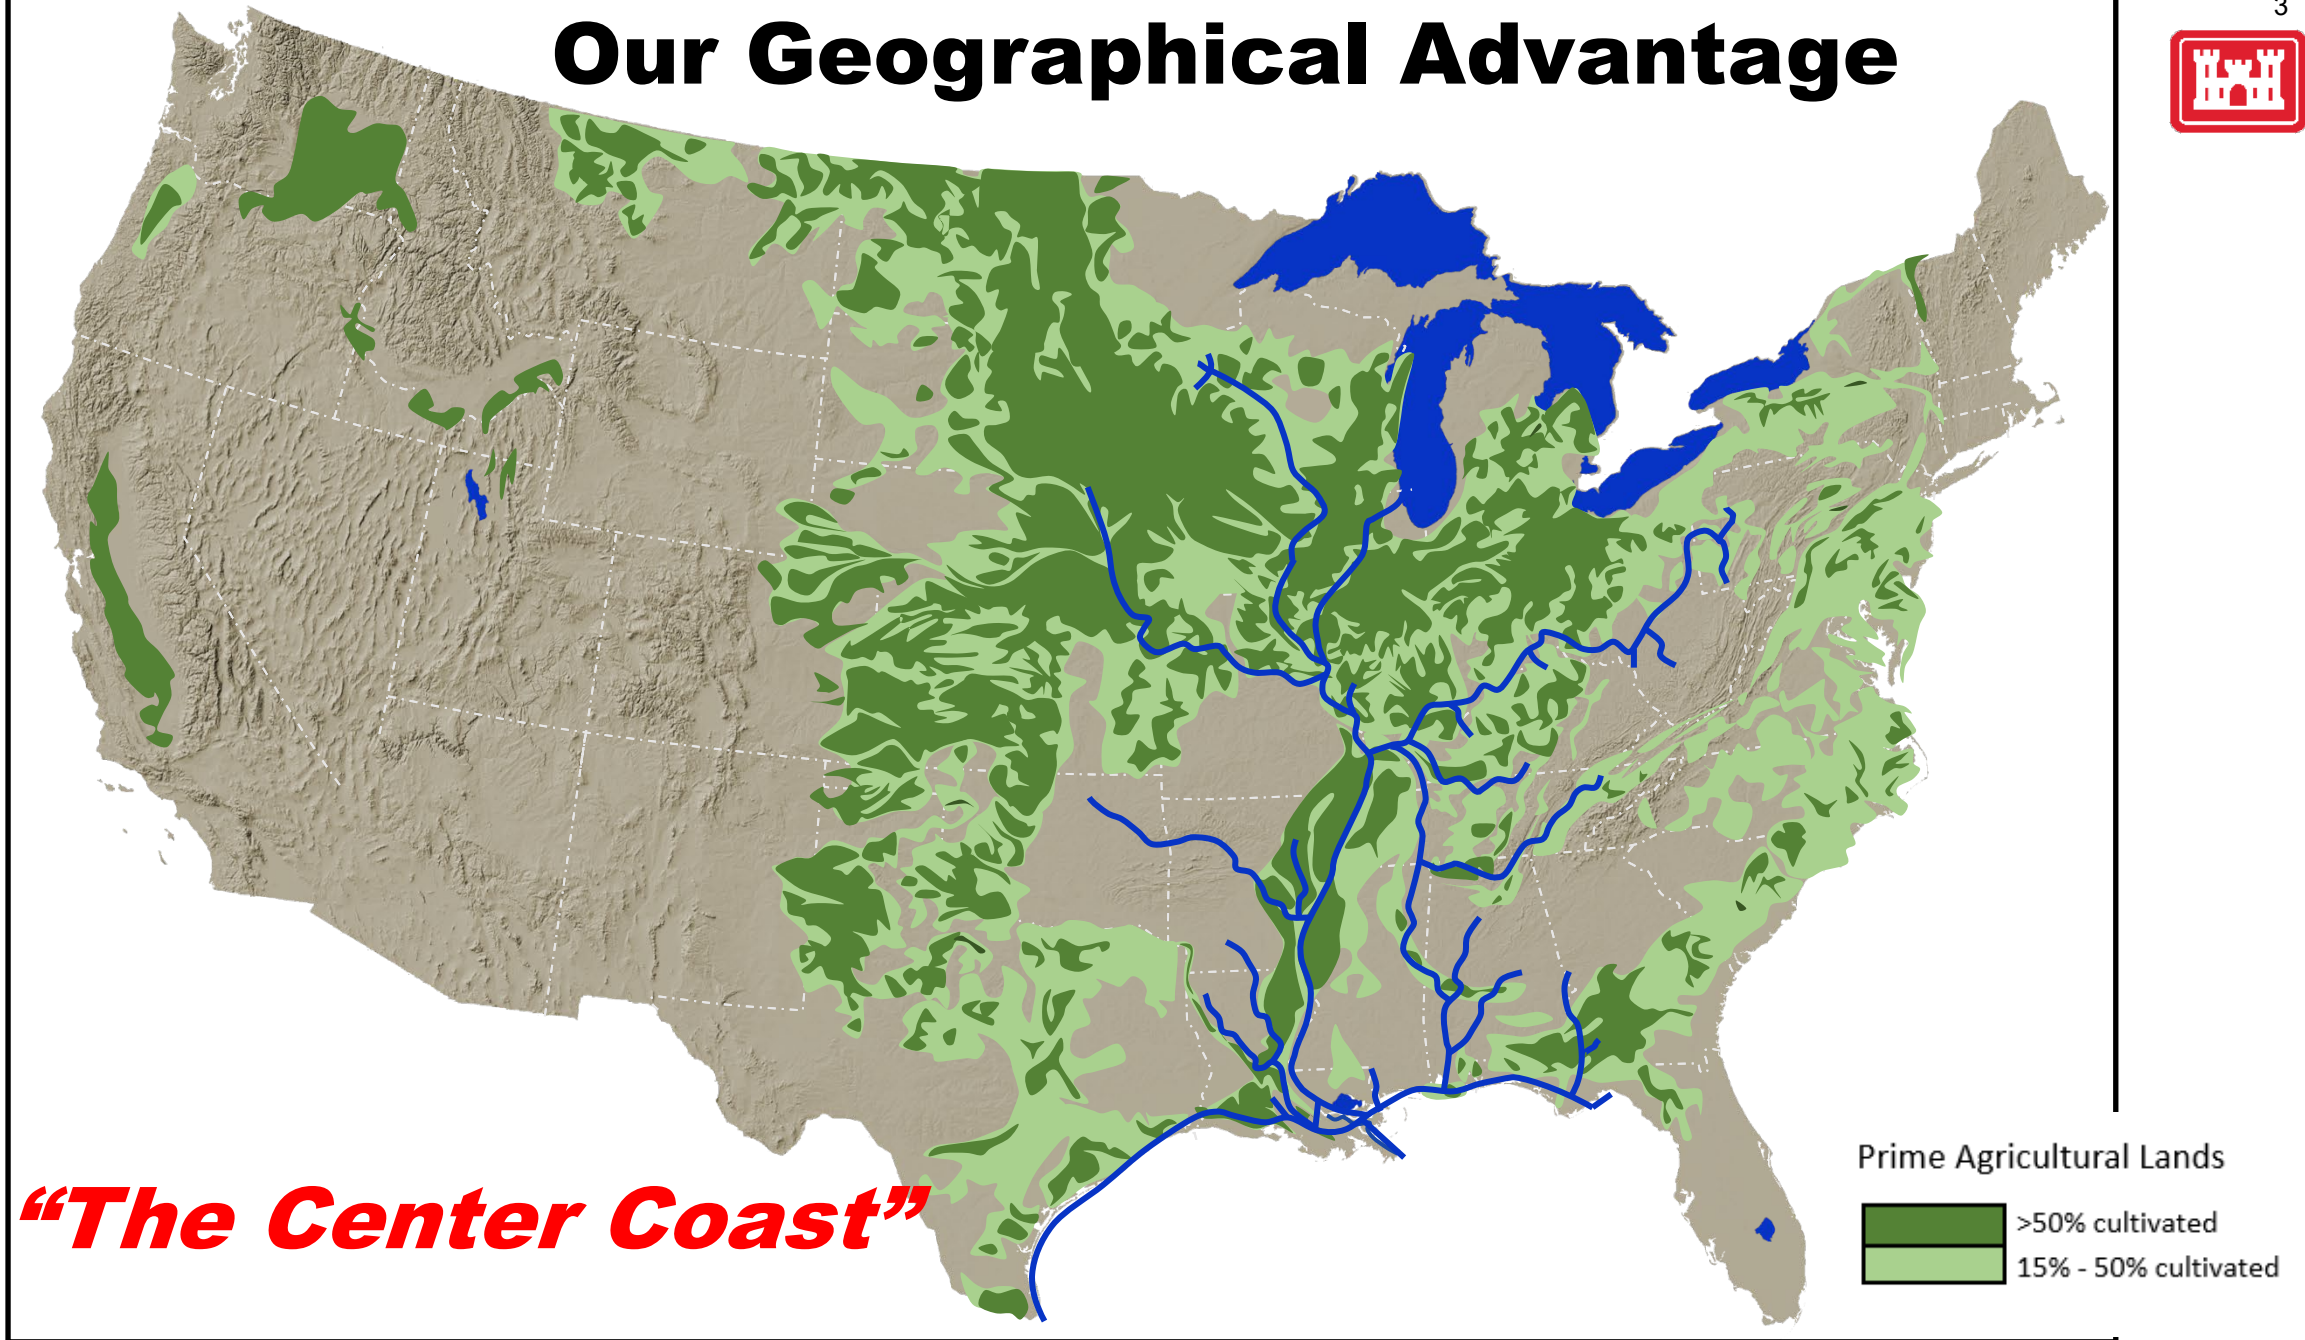 3
Our Geographical Advantage
“The Center Coast”
Prime Agricultural Lands
>50% cultivated
15% - 50% cultivated